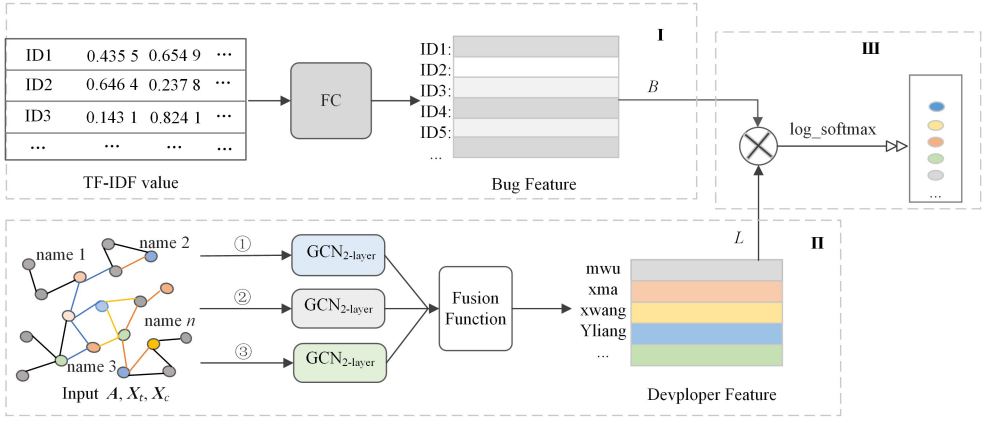 I
ID1 0.435 5 0.654 9 ...
ID2 0.646 4 0.237 8 ...
ID3 0.143 1 0.824 1 ...
... ... ... ...
TF-IDF value
FC
ID1:
ID2:
ID3:
ID4:
ID5:
...
Bug Feature
B
III
log_softmax
...
L
II
name 1
name 2
name 3
name n
Input A, Xt, Xc
①
GCN2-layer
②
GCN2-layer
③
GCN2-layer
Fusion
Function
mwu
xma
xwang
Yliang
...
Devploper Feature